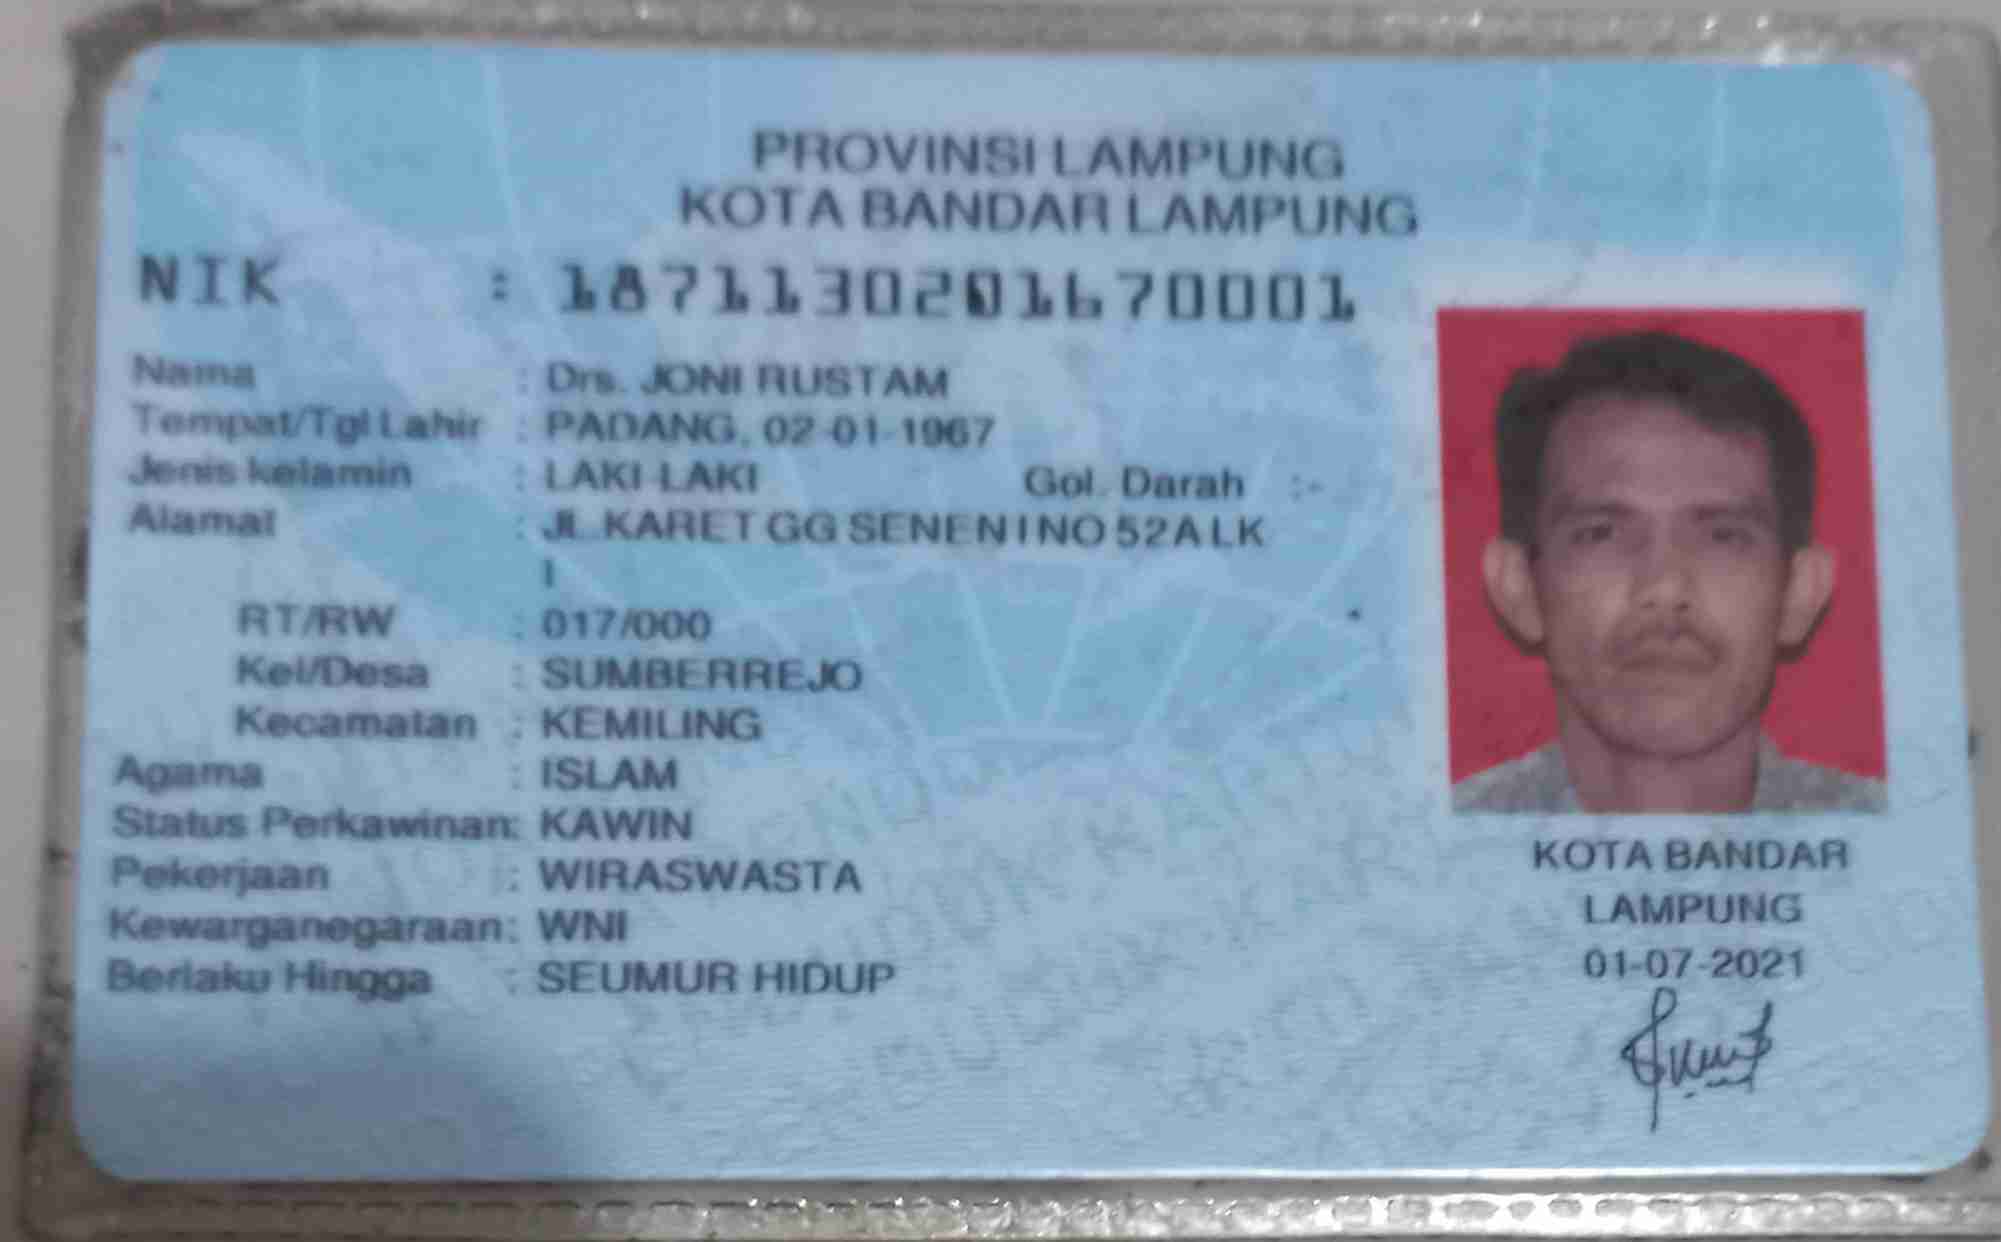 PROVINSI LAMPUNG
KOTA BANDAR LAMPUNG
NIK : 1871130201670001
Nama : Drs. JONI RUSTAM
Tempat/Tgl Lahir : PADANG, 02-01-1967
Jenis kelamin : LAKI-LAKI Gol. Darah :-
Alamat : JL.KARET GG SENEN I NO 52A LK
I
RT/RW : 017/000
Kel/Desa : SUMBERREJO
Kecamatan : KEMILING
Agama : ISLAM
Status Perkawinan: KAWIN
Pekerjaan : WIRASWASTA
Kewarganegaraan: WNI
Berlaku Hingga : SEUMUR HIDUP
KOTA BANDAR
LAMPUNG
01-07-2021